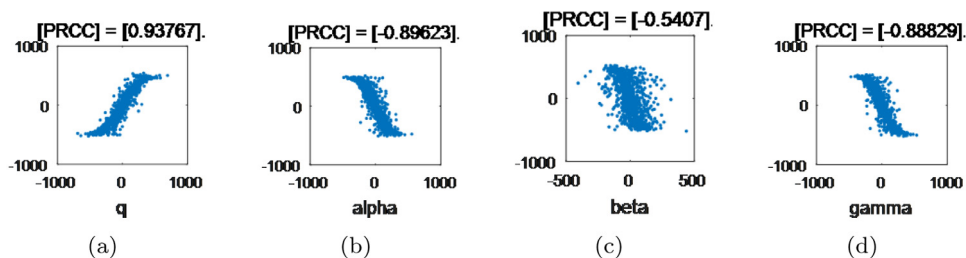 [PRCC] = [0.93767].
1000
0
-1000
-1000 0 1000
q
(a)
[PRCC] = [-0.89623].
1000
0
-1000
-1000 0 1000
alpha
(b)
[PRCC] = [-0.5407].
1000
0
-1000
-500 0 500
beta
(c)
[PRCC] = [-0.88829].
1000
0
-1000
-1000 0 1000
gamma
(d)